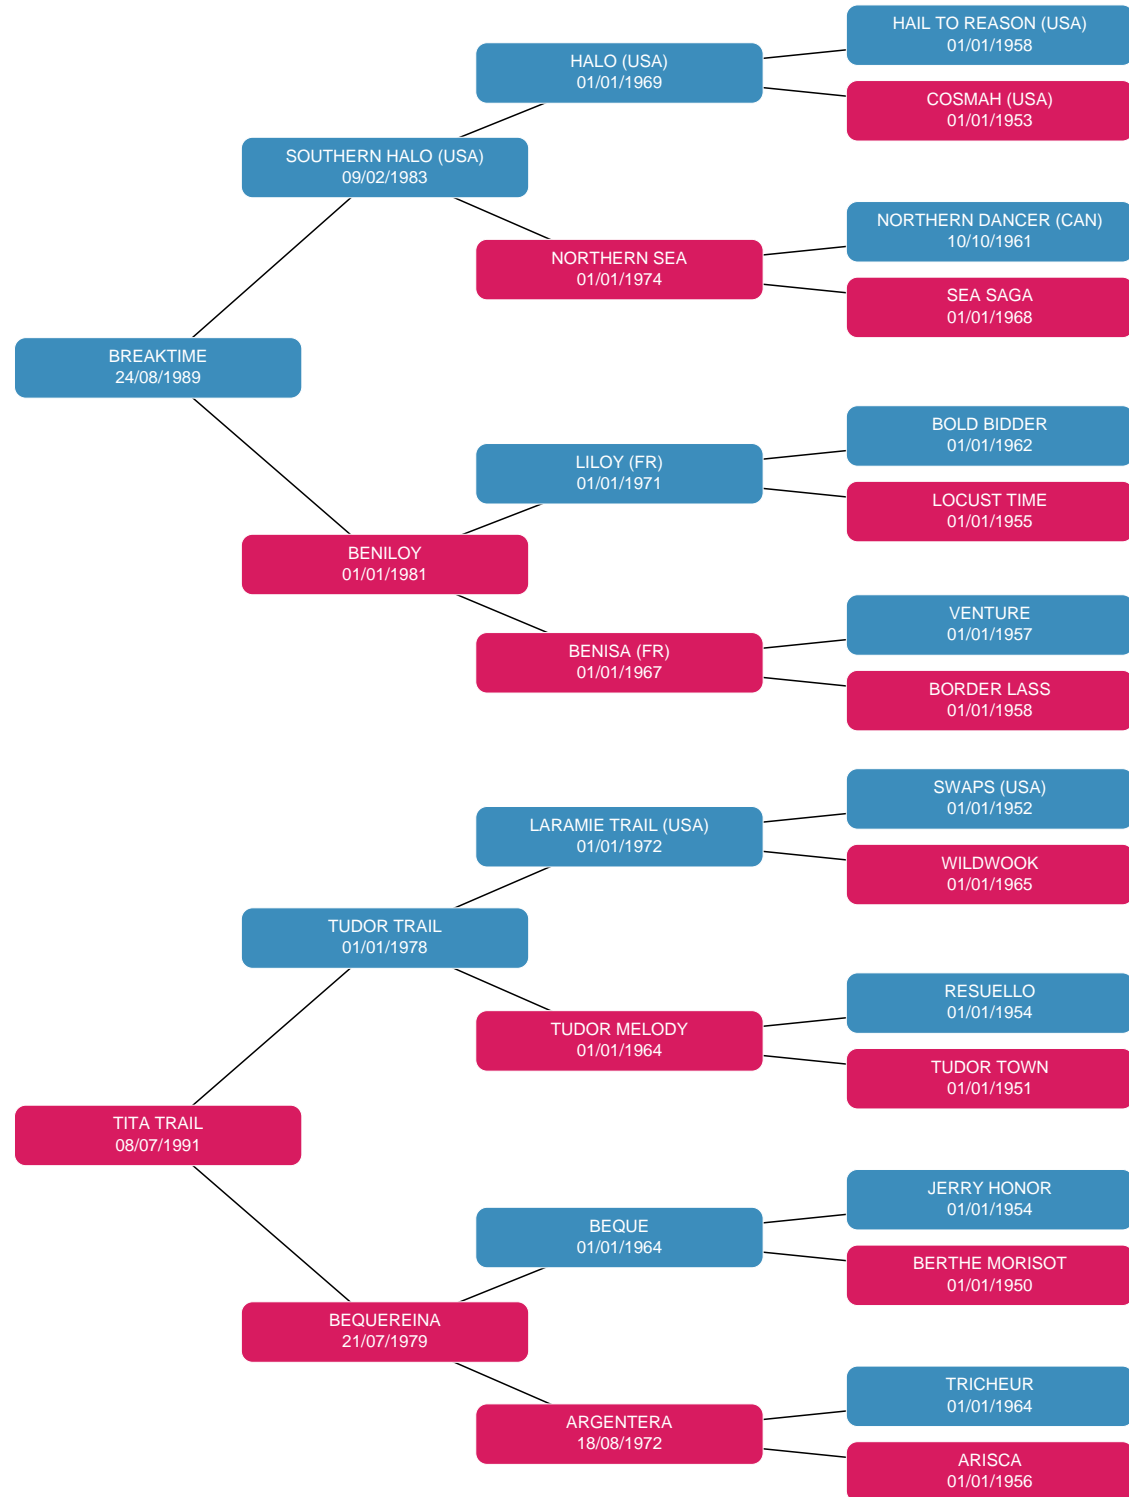 HAIL TO REASON (USA)
01/01/1958
HALO (USA)
01/01/1969
COSMAH (USA)
01/01/1953
SOUTHERN HALO (USA)
09/02/1983
NORTHERN DANCER (CAN)
10/10/1961
NORTHERN SEA
01/01/1974
SEA SAGA
01/01/1968
BREAKTIME
24/08/1989
BOLD BIDDER
01/01/1962
LILOY (FR)
01/01/1971
LOCUST TIME
01/01/1955
BENILOY
01/01/1981
VENTURE
01/01/1957
BENISA (FR)
01/01/1967
BORDER LASS
01/01/1958
SWAPS (USA)
01/01/1952
LARAMIE TRAIL (USA)
01/01/1972
WILDWOOK
01/01/1965
TUDOR TRAIL
01/01/1978
RESUELLO
01/01/1954
TUDOR MELODY
01/01/1964
TUDOR TOWN
01/01/1951
TITA TRAIL
08/07/1991
JERRY HONOR
01/01/1954
BEQUE
01/01/1964
BERTHE MORISOT
01/01/1950
BEQUEREINA
21/07/1979
TRICHEUR
01/01/1964
ARGENTERA
18/08/1972
ARISCA
01/01/1956